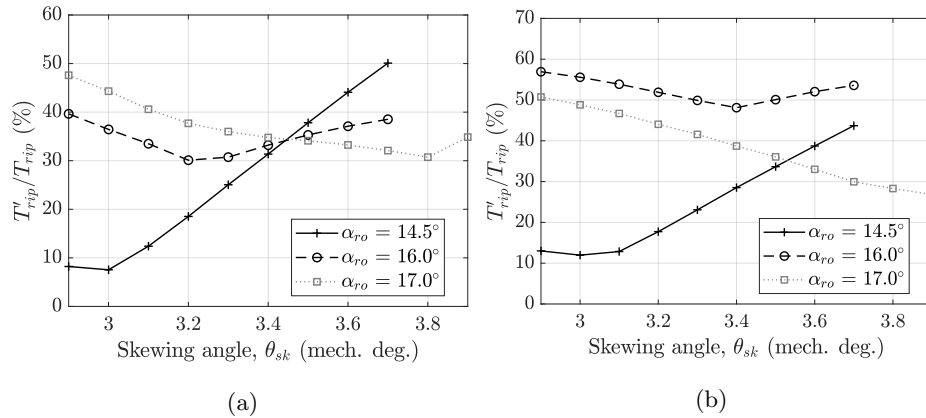 60
50
40
30
20
10
0
T'rip/Trip (%)
3 3.2 3.4 3.6 3.8
Skewing angle, θsk (mech. deg.)
αro = 14.5°
αro = 16.0°
αro = 17.0°
(a)
70
60
50
40
30
20
10
0
T'rip/Trip (%)
3 3.2 3.4 3.6 3.8
Skewing angle, θsk (mech. deg.)
αro = 14.5°
αro = 16.0°
αro = 17.0°
(b)